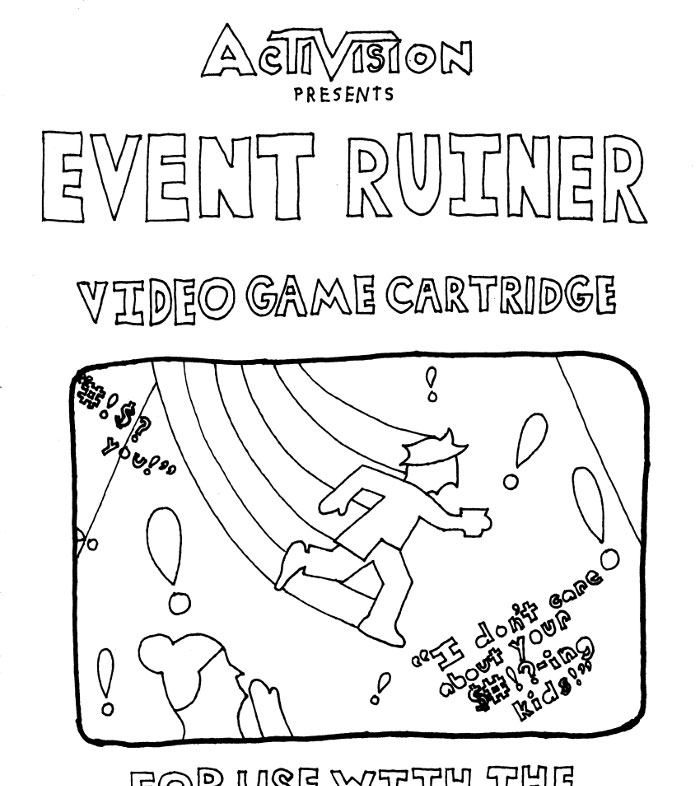 ACTIVISION
PRESENTS
EVENT RUINER
VIDEO GAME CARTRIDGE
#!$?
you!"
"I don't care
about your
$#!?-ing
kids!"
FOR USE WITH THE